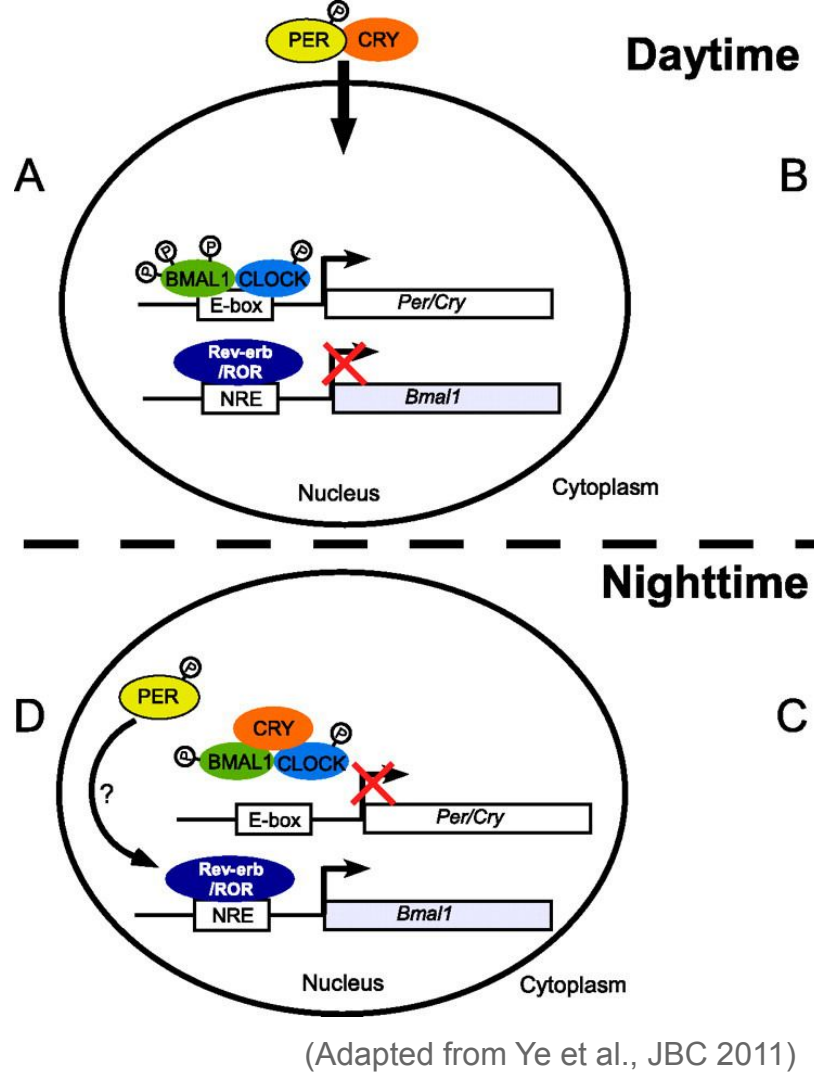 P
PER CRY
Daytime
A
B
P P P P
BMAL1 CLOCK
E-box
Per/Cry
Rev-erb
/ROR
NRE
Bmal1
Nucleus
Cytoplasm
Nighttime
P
PER
D
C
CRY
P P
BMAL1 CLOCK
?
E-box
Per/Cry
Rev-erb
/ROR
NRE
Bmal1
Nucleus
Cytoplasm
(Adapted from Ye et al., JBC 2011)